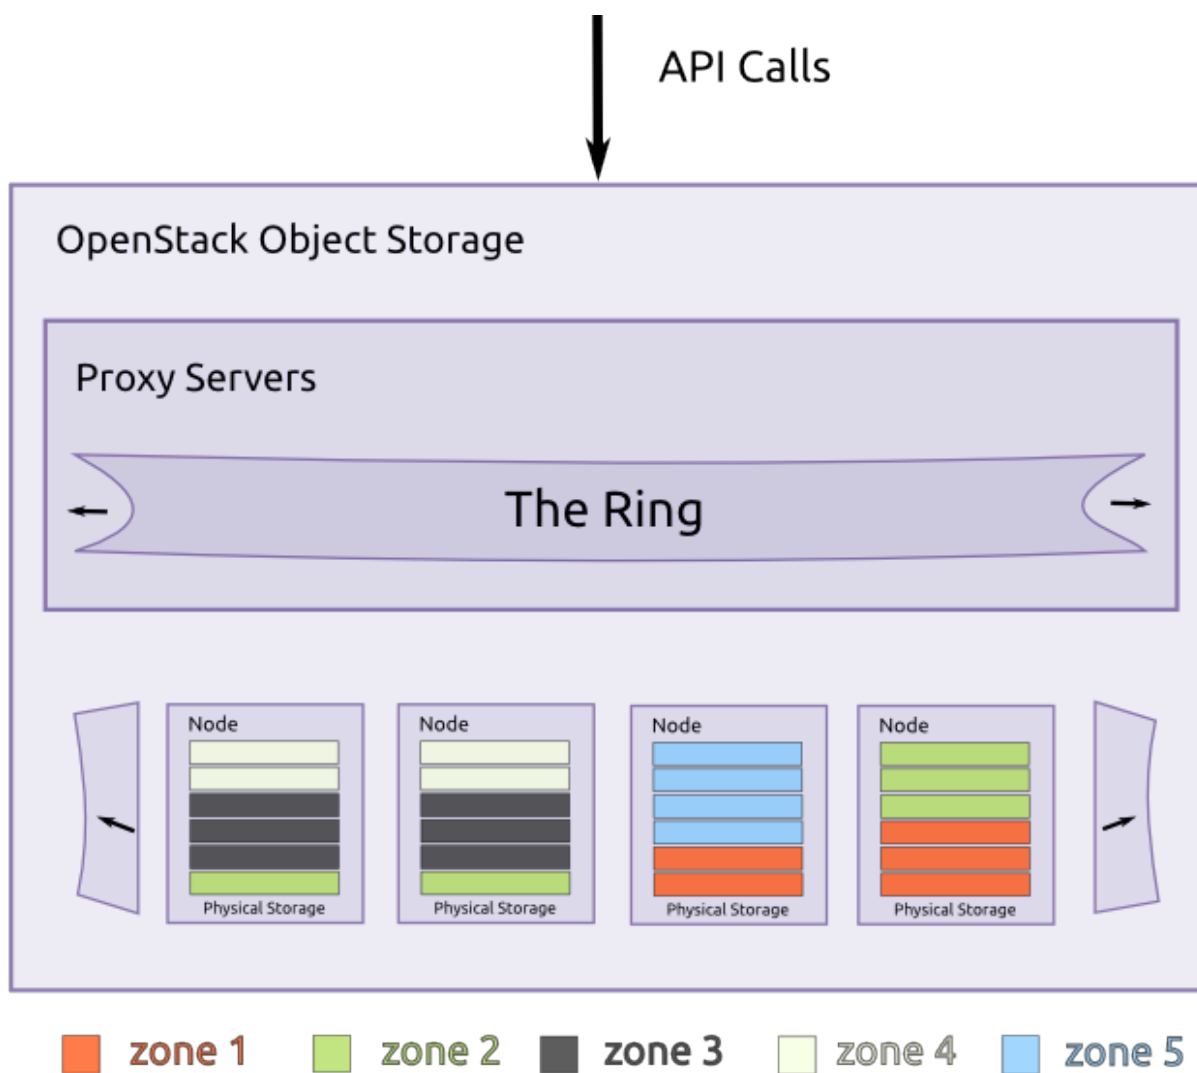 API Calls
OpenStack Object Storage
Proxy Servers
The Ring
Node
Node
Node
Node
Physical Storage
Physical Storage
Physical Storage
Physical Storage
zone 1
zone 2
zone 3
zone 4
zone 5